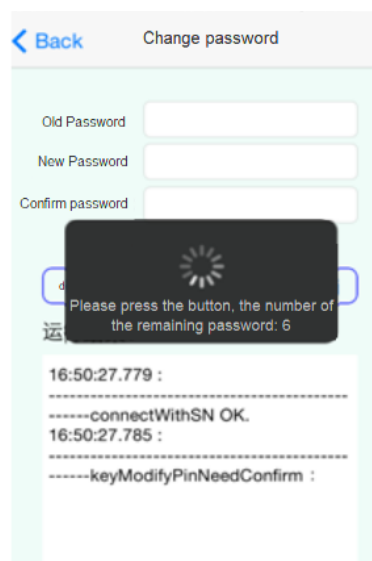 Back
Change password
Old Password
New Password
Confirm password
Please press the button, the number of
the remaining password: 6
运
16:50:27.779 :
------------------------------------------
------connectWithSN OK.
16:50:27.785 :
------------------------------------------
------keyModifyPinNeedConfirm :